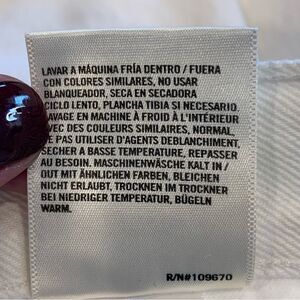 LAVAR A MÁQUINA FRÍA DENTRO / FUERA
CON COLORES SIMILARES, NO USAR
BLANQUEADOR, SECA EN SECADORA
CICLO LENTO, PLANCHA TIBIA SI NECESARIO
LAVAGE EN MACHINE À FROID À L'INTÉRIEUR
AVEC DES COULEURS SIMILAIRES, NORMAL,
NE PAS UTILISER D'AGENTS DEBLANCHIMENT,
SECHER A BASSE TEMPERATURE, REPASSER
AU BESOIN. MASCHINENWÄSCHE KALT IN /
OUT MIT ÄHNLICHEN FARBEN, BLEICHEN
NICHT ERLAUBT, TROCKNEN IM TROCKNER
BEI NIEDRIGER TEMPERATUR, BÜGELN
WARM.
R/N#109670